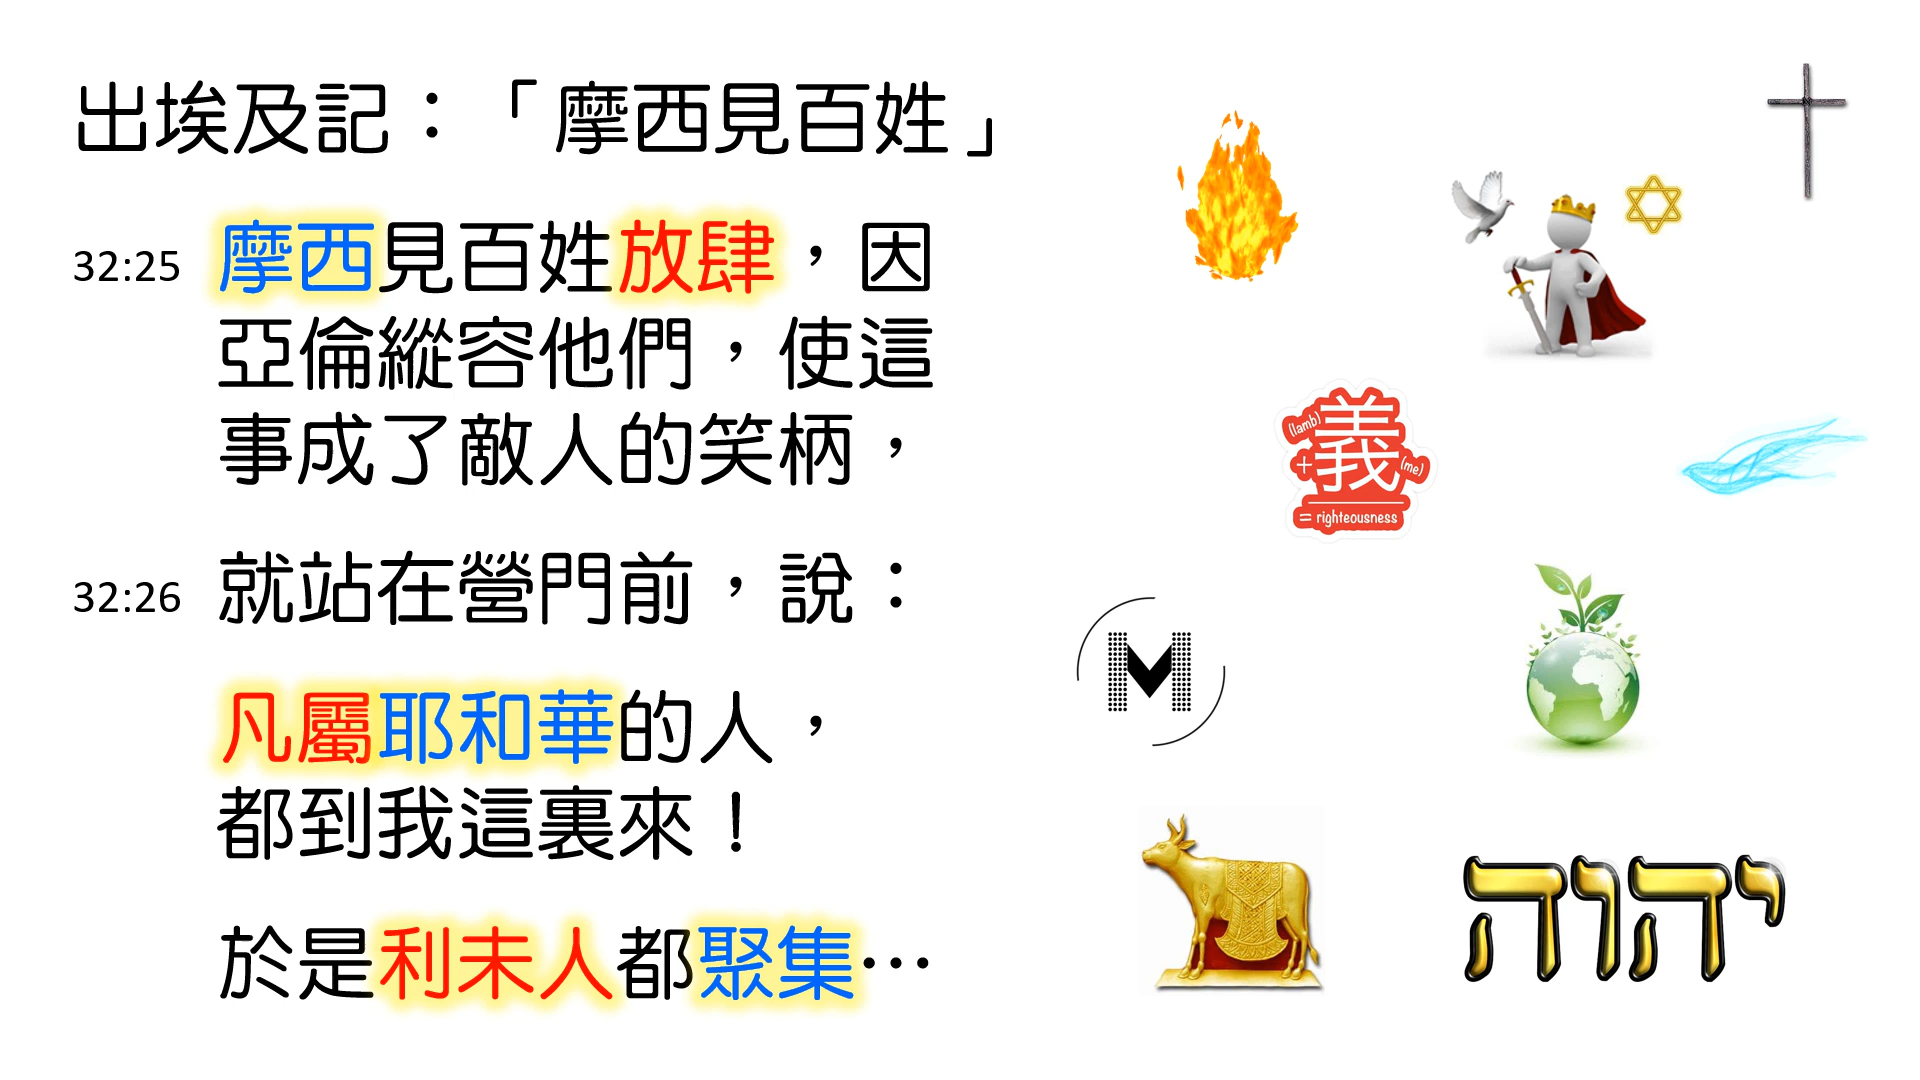 出埃及記：「摩西見百姓」
32:25 摩西見百姓放肆，因
亞倫縱容他們，使這
事成了敵人的笑柄，
32:26 就站在營門前，說：
凡屬耶和華的人，
都到我這裏來！
於是利未人都聚集…
(lamb)
義
+
(me)
= righteousness
M
יהוה